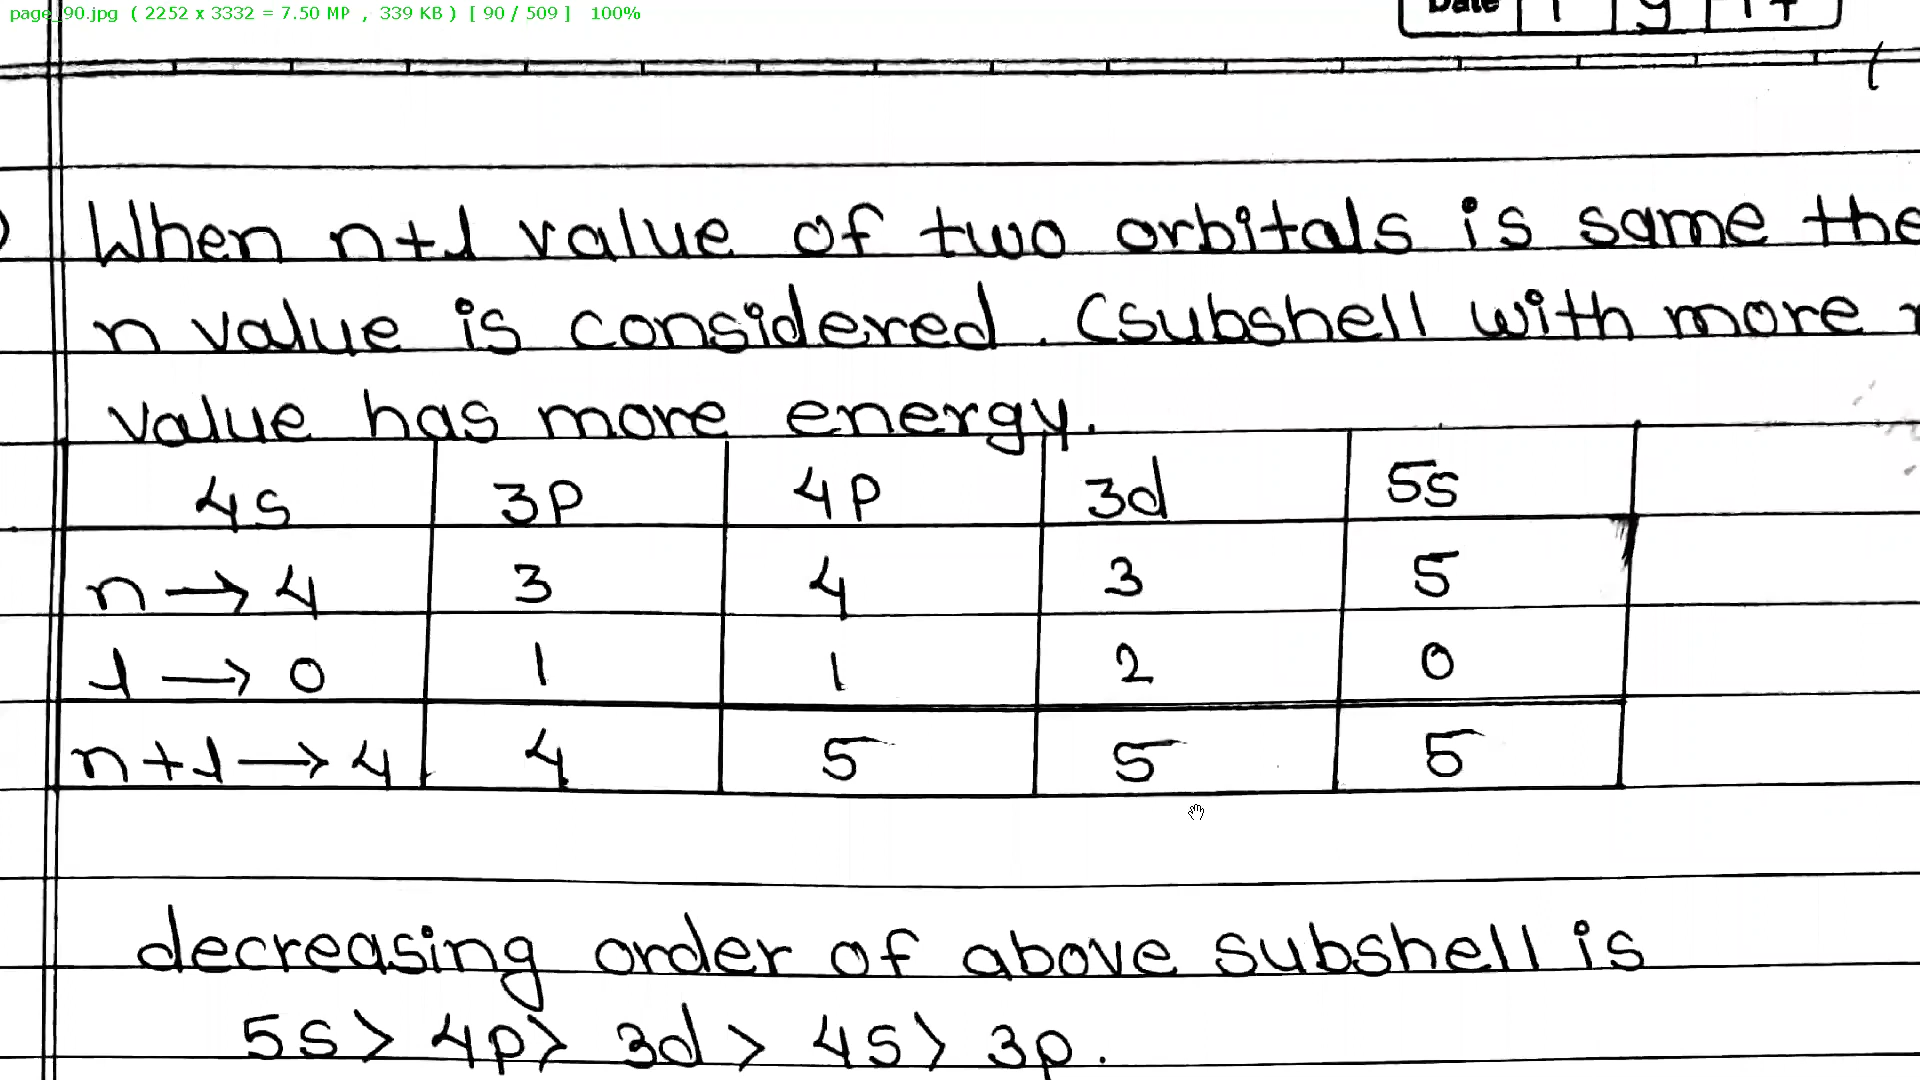 page_90.jpg ( 2252 x 3332 = 7.50 MP , 339 KB ) [ 90 / 509 ] 100%
Date
When n+l value of two orbitals is same the
n value is considered. (subshell with more
value has more energy.
4s 3p 4p 3d 5s
n → 4 3 4 3 5
l → 0 1 1 2 0
n+l → 4 4 5 5 5
decreasing order of above subshell is
5s > 4p > 3d > 4s > 3p.